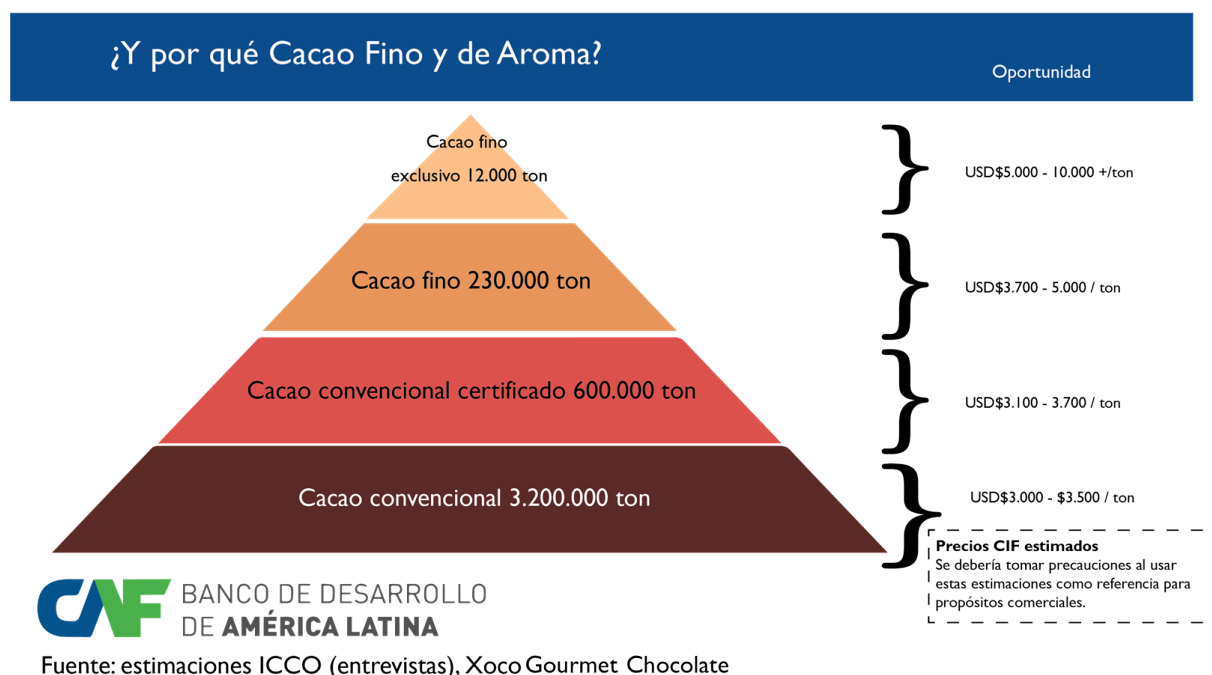 ¿Y por qué Cacao Fino y de Aroma?
Oportunidad
Cacao fino
exclusivo 12.000 ton
USD$5.000 - 10.000 +/ton
Cacao fino 230.000 ton
USD$3.700 - 5.000 / ton
Cacao convencional certificado 600.000 ton
USD$3.100 - 3.700 / ton
Cacao convencional 3.200.000 ton
USD$3.000 - $3.500 / ton
Precios CIF estimados
Se debería tomar precauciones al usar
estas estimaciones como referencia para
propósitos comerciales.
CAF
BANCO DE DESARROLLO
DE AMÉRICA LATINA
Fuente: estimaciones ICCO (entrevistas), Xoco Gourmet Chocolate